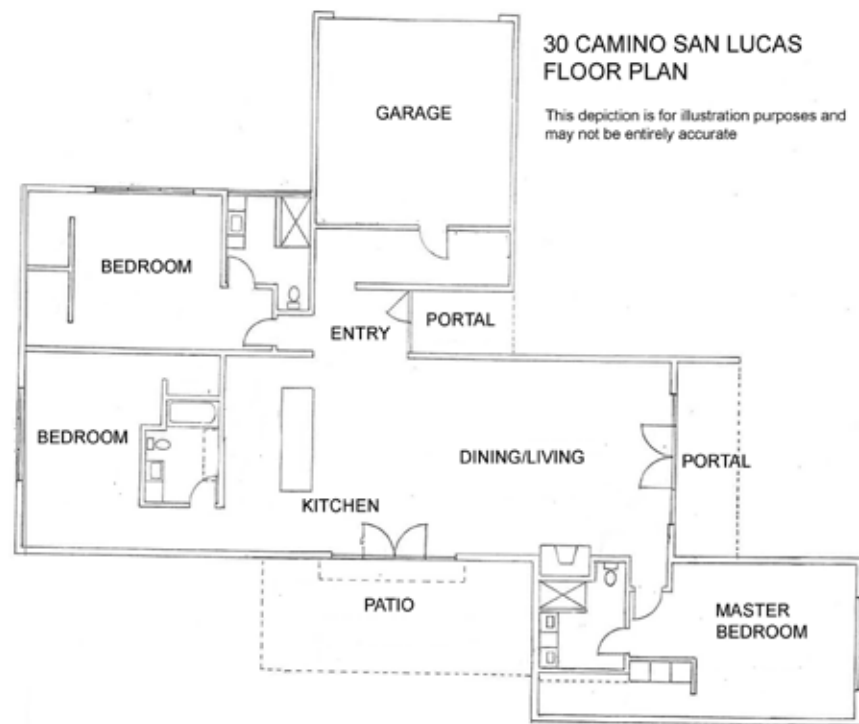 30 CAMINO SAN LUCAS
FLOOR PLAN
This depiction is for illustration purposes and
may not be entirely accurate
GARAGE
BEDROOM
ENTRY
PORTAL
BEDROOM
DINING/LIVING
PORTAL
KITCHEN
PATIO
MASTER
BEDROOM